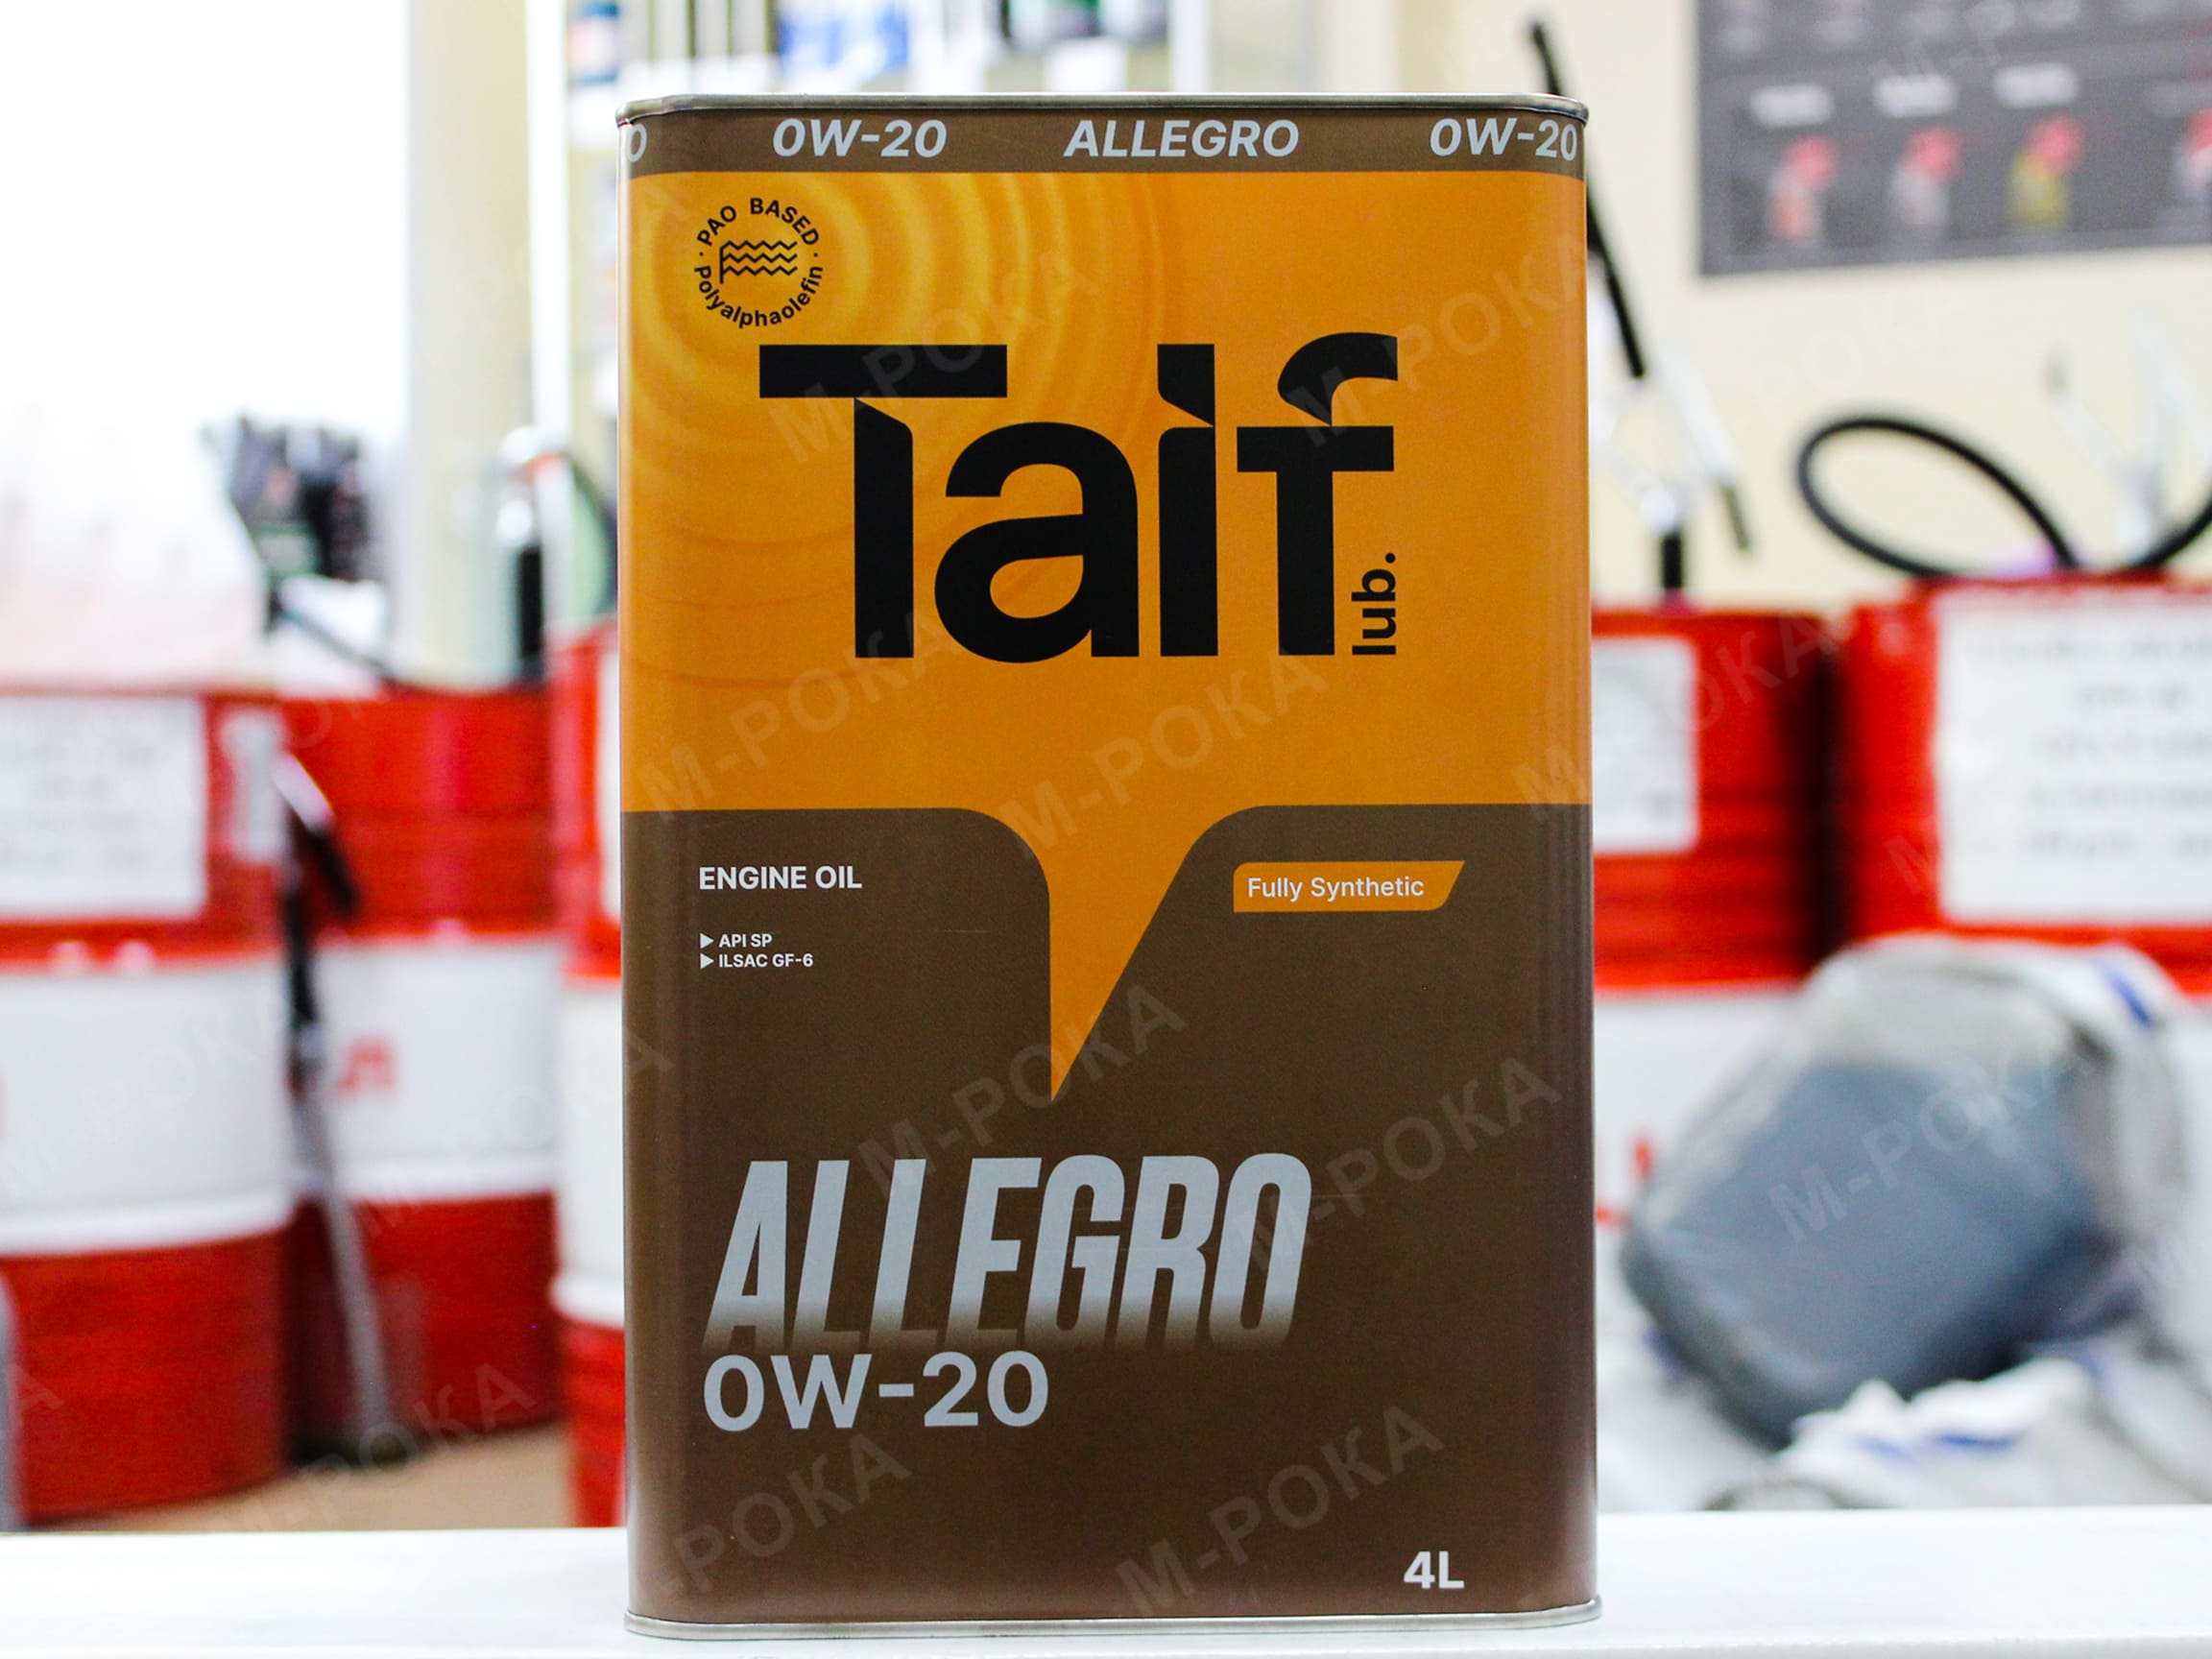 0W-20 ALLEGRO 0W-20
PAO BASED
Polyalphaolefin
Taif
lub.
ENGINE OIL
Fully Synthetic
▶ API SP
▶ ILSAC GF-6
ALLEGRO
0W-20
4L
M-POKA